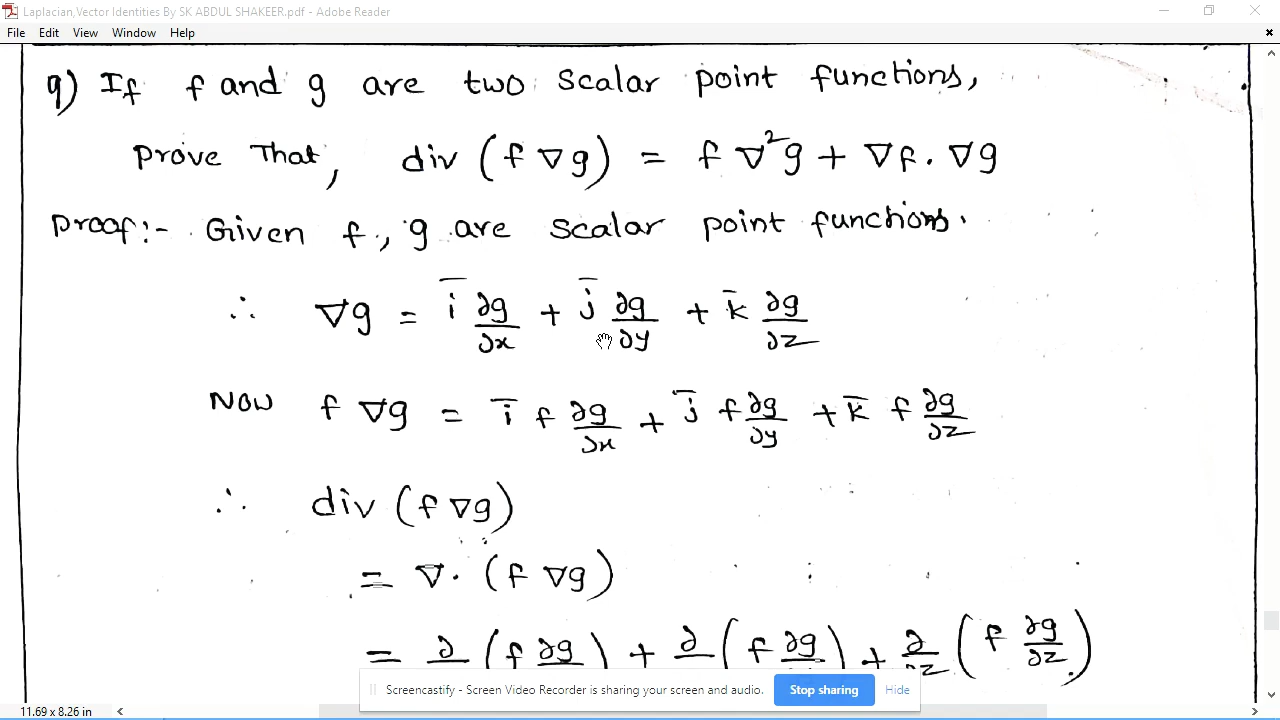 Laplacian,Vector Identities By SK ABDUL SHAKEER.pdf - Adobe Reader
File Edit View Window Help
9) If f and g are two scalar point functions,
prove That, div (f ∇g) = f ∇²g + ∇f . ∇g
Proof:- Given f, g are scalar point functions.
∴ ∇g = i̅ ∂g/∂x + j̅ ∂g/∂y + k̅ ∂g/∂z
Now f ∇g = i̅ f ∂g/∂x + j̅ f ∂g/∂y + k̅ f ∂g/∂z
∴ div (f ∇g)
= ∇. (f ∇g)
= ∂ (f ∂g) + ∂ (f ∂g) + ∂/∂z (f ∂g/∂z)
Screencastify - Screen Video Recorder is sharing your screen and audio. Stop sharing Hide
11.69 x 8.26 in